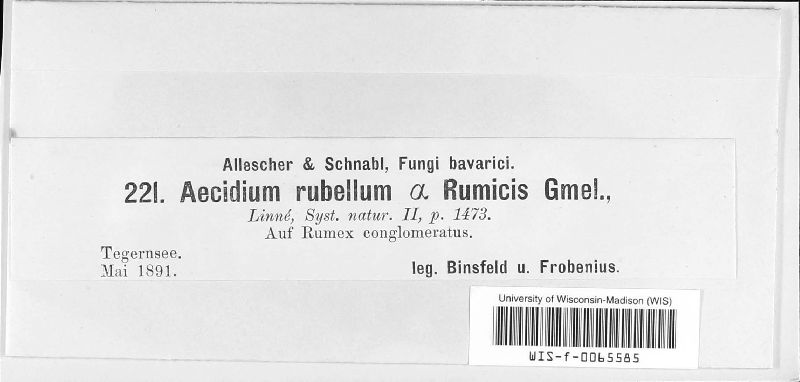 Allescher & Schnabl, Fungi bavarici.
221. Aecidium rubellum α Rumicis Gmel.,
Linné, Syst. natur. II, p. 1473.
Auf Rumex conglomeratus.
Tegernsee.
Mai 1891.
leg. Binsfeld u. Frobenius.
University of Wisconsin-Madison (WIS)
WIS-f-0065585